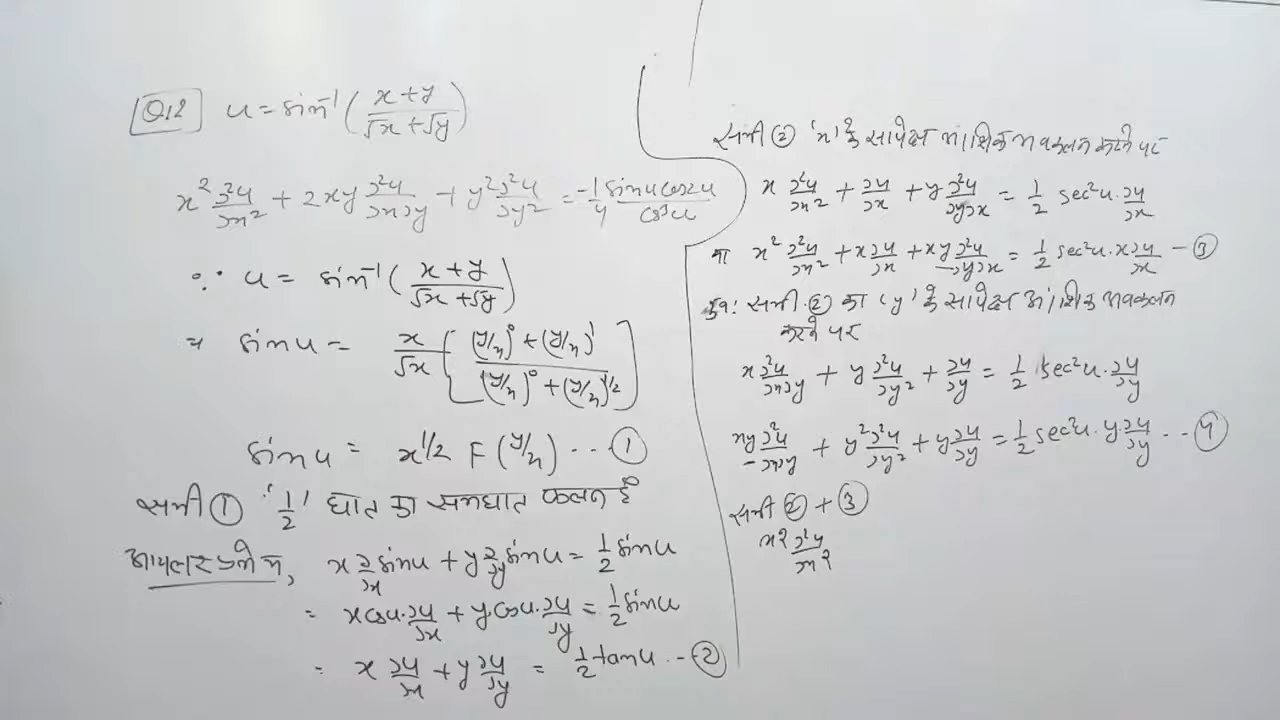 Q12 u = sin⁻¹(x+y/√x+√y)
x² ∂²u/∂x² + 2xy ∂²u/∂x∂y + y² ∂²u/∂y² = -1/4 sinu cos2u/cos³u
∵ u = sin⁻¹(x+y/√x+√y)
⇒ sinu = x/√x [(y/x)⁰ + (y/x)¹/(y/x)⁰ + (y/x)^1/2]
sinu = x^1/2 F(y/x) --- ①
समी ① '1/2' घात का समघात फलन है
आयलर प्रमेय से, x ∂/∂x sinu + y ∂/∂y sinu = 1/2 sinu
= x cosu · ∂u/∂x + y cosu · ∂u/∂y = 1/2 sinu
= x ∂u/∂x + y ∂u/∂y = 1/2 tanu -- ②
समी ② 'x' के सापेक्ष आंशिक अवकलन करने पर
x ∂²u/∂x² + ∂u/∂x + y ∂²u/∂y∂x = 1/2 sec²u · ∂u/∂x
या x² ∂²u/∂x² + x ∂u/∂x + xy ∂²u/∂y∂x = 1/2 sec²u · x ∂u/∂x - ③
पुन: समी ② का 'y' के सापेक्ष आंशिक अवकलन
करने पर
x ∂²u/∂x∂y + y ∂²u/∂y² + ∂u/∂y = 1/2 sec²u · ∂u/∂y
xy ∂²u/∂x∂y + y² ∂²u/∂y² + y ∂u/∂y = 1/2 sec²u · y ∂u/∂y -- ④
समी ② + ③
x² ∂²u/∂x²